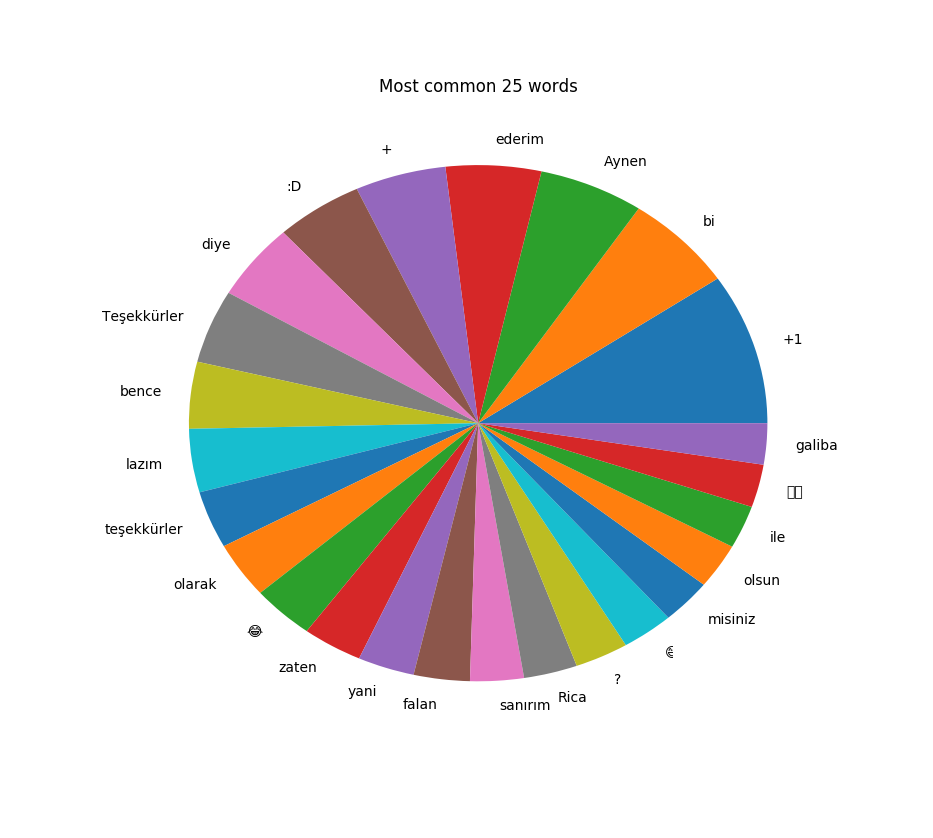 Most common 25 words
+1
bi
Aynen
ederim
+
:D
diye
Teşekkürler
bence
lazım
teşekkürler
olarak
😂
zaten
yani
falan
sanırım
Rica
?
misiniz
olsun
ile
galiba